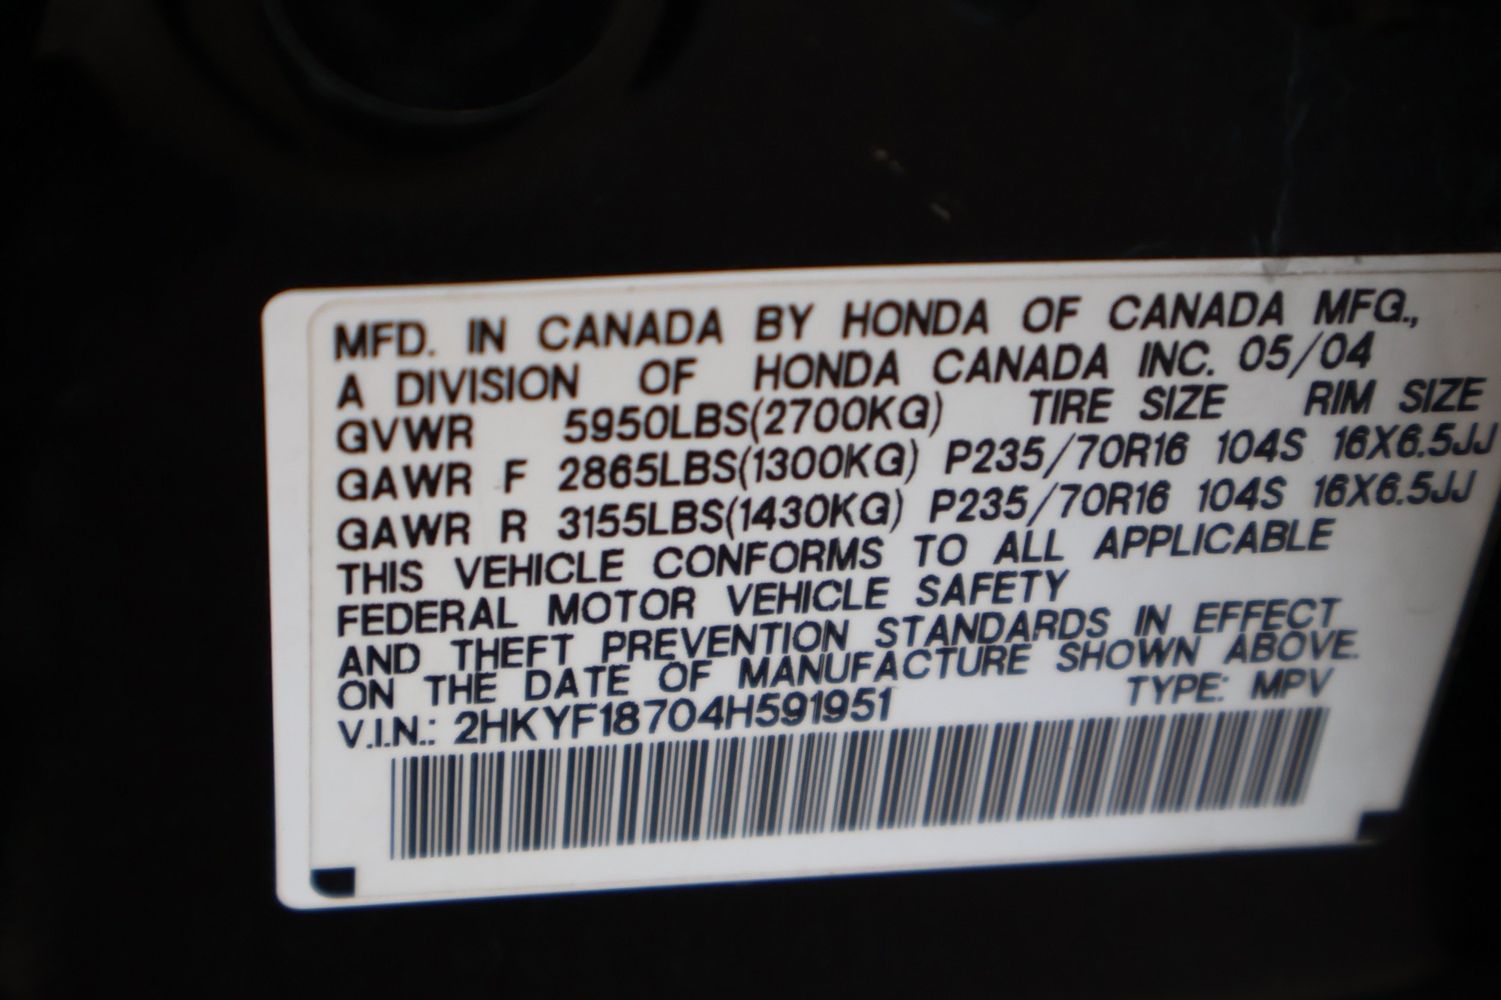 MFD. IN CANADA BY HONDA OF CANADA MFG.,
A DIVISION OF HONDA CANADA INC. 05/04
GVWR 5950LBS(2700KG) TIRE SIZE RIM SIZE
GAWR F 2865LBS(1300KG) P235/70R16 104S 16X6.5JJ
GAWR R 3155LBS(1430KG) P235/70R16 104S 16X6.5JJ
THIS VEHICLE CONFORMS TO ALL APPLICABLE
FEDERAL MOTOR VEHICLE SAFETY
AND THEFT PREVENTION STANDARDS IN EFFECT
ON THE DATE OF MANUFACTURE SHOWN ABOVE.
V.I.N.: 2HKYF18704H591951 TYPE: MPV